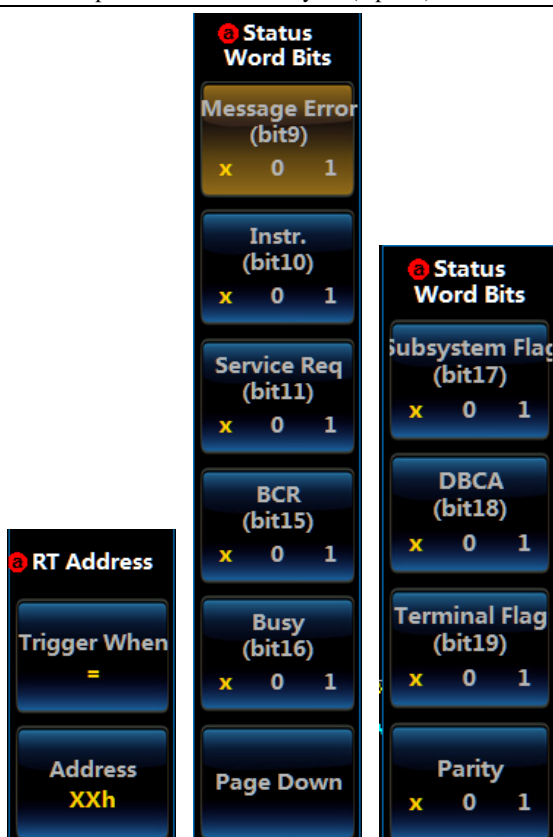 a RT Address
Trigger When
=
Address
XXh
a Status
Word Bits
Message Error
(bit9)
x 0 1
Instr.
(bit10)
x 0 1
Service Req
(bit11)
x 0 1
BCR
(bit15)
x 0 1
Busy
(bit16)
x 0 1
Page Down
a Status
Word Bits
Subsystem Flag
(bit17)
x 0 1
DBCA
(bit18)
x 0 1
Terminal Flag
(bit19)
x 0 1
Parity
x 0 1